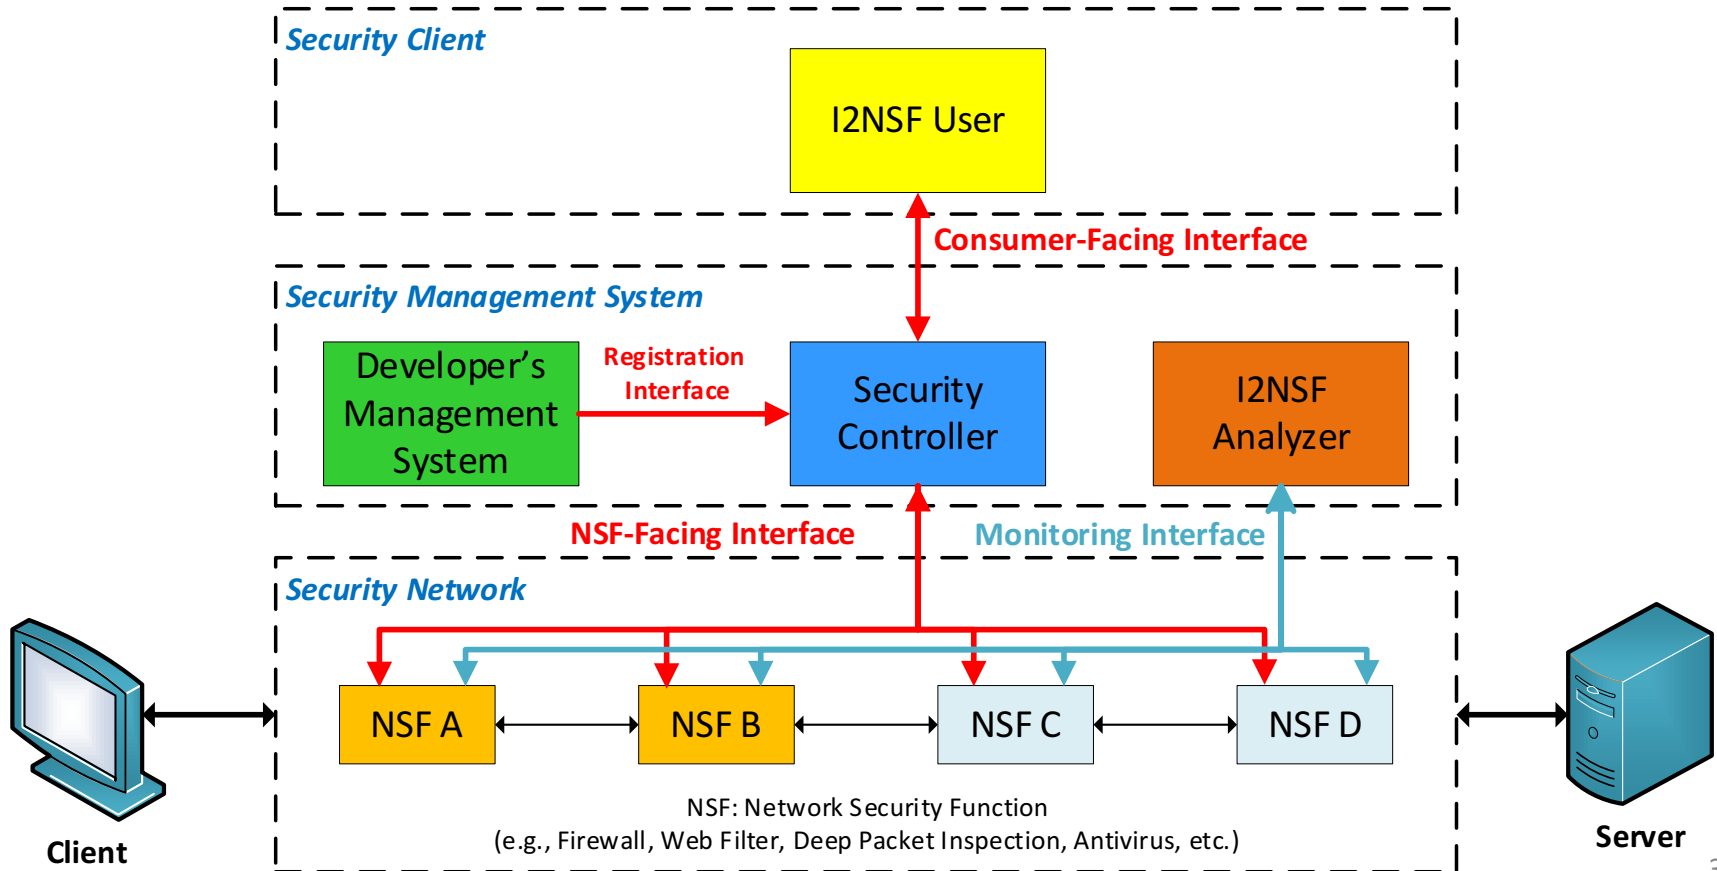 Security Client
I2NSF User
Consumer-Facing Interface
Security Management System
Developer’s
Management
System
Registration
Interface
Security
Controller
I2NSF
Analyzer
NSF-Facing Interface
Monitoring Interface
Security Network
NSF A
NSF B
NSF C
NSF D
NSF: Network Security Function
(e.g., Firewall, Web Filter, Deep Packet Inspection, Antivirus, etc.)
Client
Server